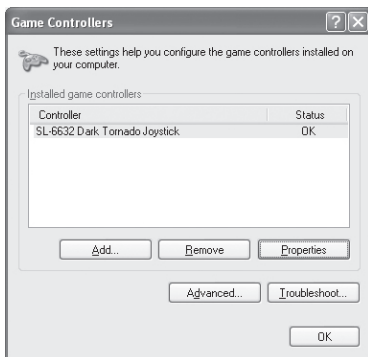 Game Controllers
These settings help you configure the game controllers installed on
your computer.
Installed game controllers
Controller Status
SL-6632 Dark Tornado Joystick OK
Add... Remove Properties
Advanced... Troubleshoot...
OK